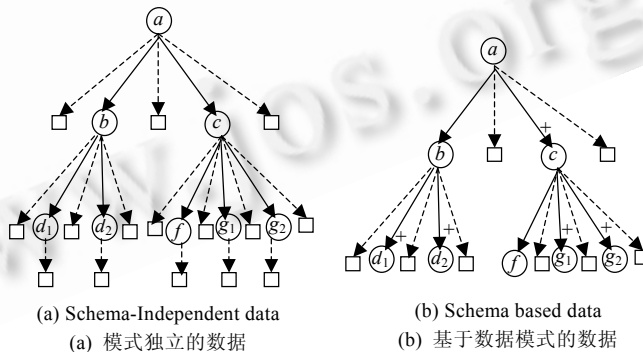 a
a
b
c
b
c
+
d1
d2
f
g1
g2
d1
+
d2
+
f
g1
+
g2
+
(a) Schema-Independent data
(a) 模式独立的数据
(b) Schema based data
(b) 基于数据模式的数据